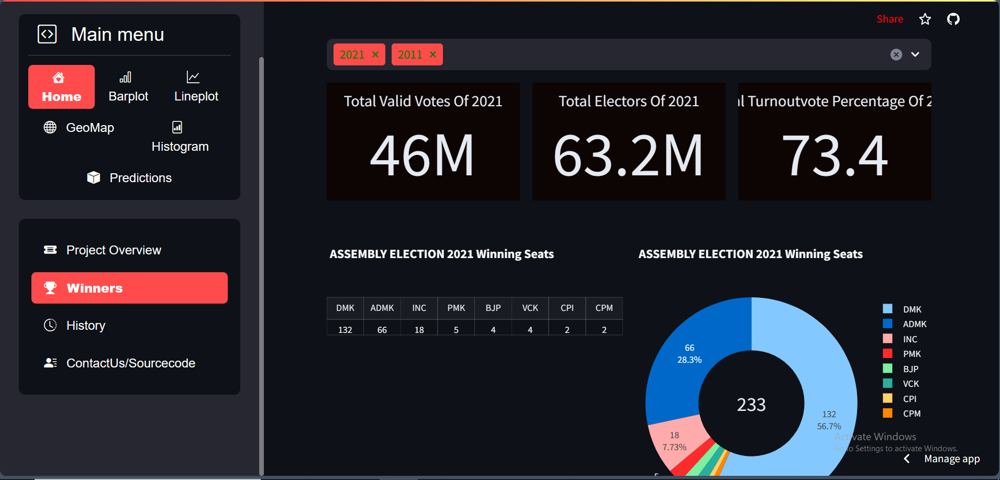 Main menu
Home
Barplot
Lineplot
GeoMap
Histogram
Predictions
Project Overview
Winners
History
ContactUs/Sourcecode
Share
2021 × 2011 ×
Total Valid Votes Of 2021
46M
Total Electors Of 2021
63.2M
l Turnoutvote Percentage Of 2
73.4
ASSEMBLY ELECTION 2021 Winning Seats
DMK ADMK INC PMK BJP VCK CPI CPM
132 66 18 5 4 4 2 2
ASSEMBLY ELECTION 2021 Winning Seats
66
28.3%
233
132
56.7%
18
7.73%
5
DMK
ADMK
INC
PMK
BJP
VCK
CPI
CPM
Activate Windows
Go to Settings to activate Windows.
Manage app